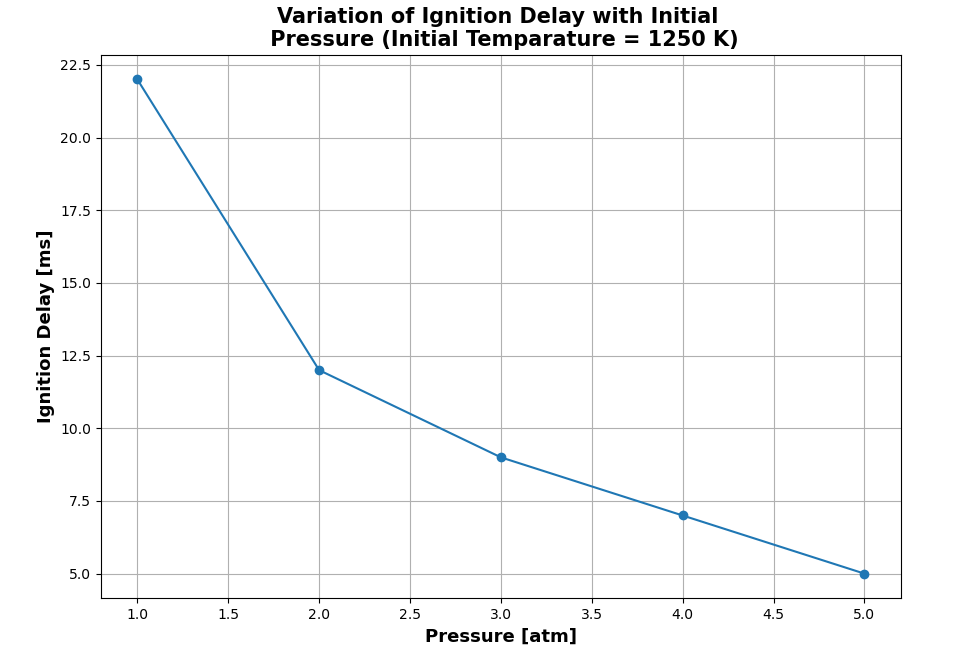 Variation of Ignition Delay with Initial
Pressure (Initial Temparature = 1250 K)
22.5
20.0
17.5
15.0
12.5
10.0
7.5
5.0
Ignition Delay [ms]
1.0 1.5 2.0 2.5 3.0 3.5 4.0 4.5 5.0
Pressure [atm]